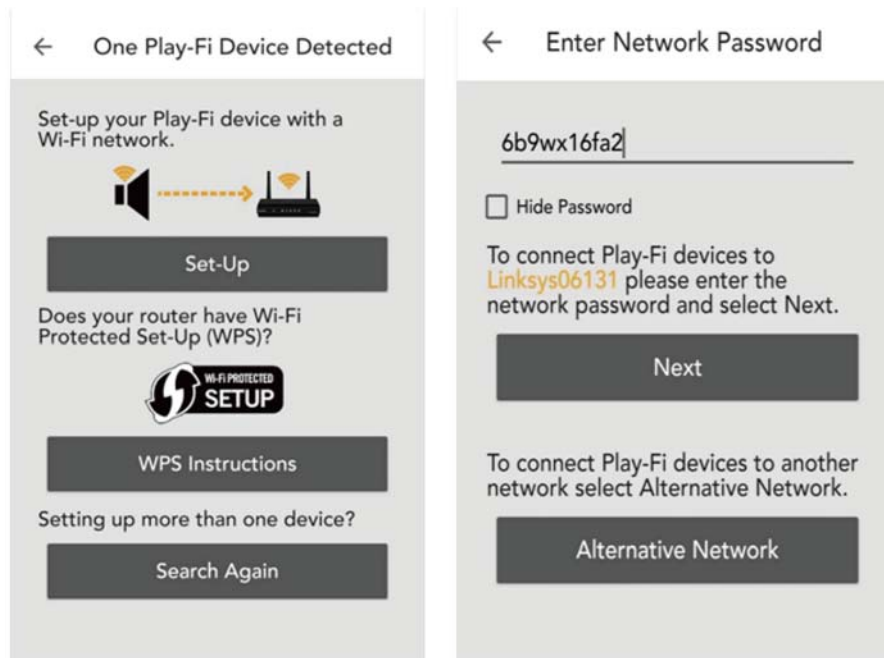 One Play-Fi Device Detected
Set-up your Play-Fi device with a
Wi-Fi network.
Set-Up
Does your router have Wi-Fi
Protected Set-Up (WPS)?
Wi-Fi PROTECTED
SETUP
WPS Instructions
Setting up more than one device?
Search Again
Enter Network Password
6b9wx16fa2
Hide Password
To connect Play-Fi devices to
Linksys06131 please enter the
network password and select Next.
Next
To connect Play-Fi devices to another
network select Alternative Network.
Alternative Network